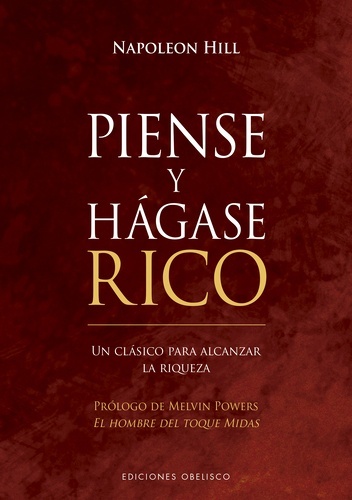 Napoleon Hill
PIENSE
Y
HÁGASE
RICO
Un clásico para alcanzar
la riqueza
Prólogo de Melvin Powers
El hombre del toque Midas
EDICIONES OBELISCO